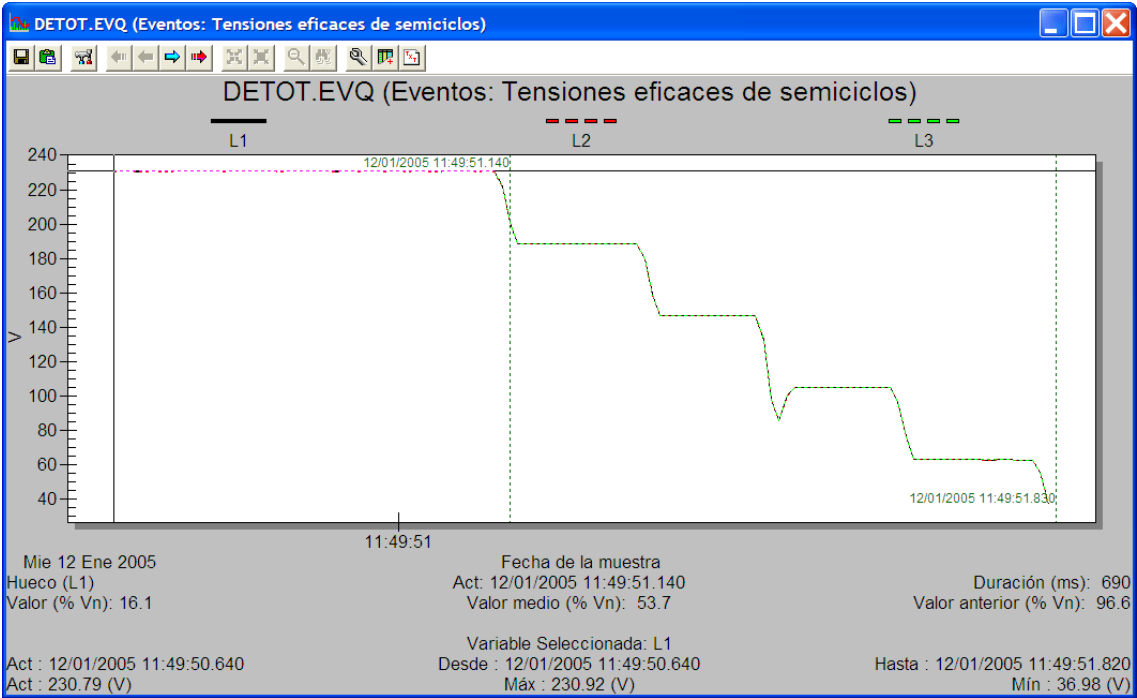 DETOT.EVQ (Eventos: Tensiones eficaces de semiciclos)
DETOT.EVQ (Eventos: Tensiones eficaces de semiciclos)
L1 L2 L3
240
12/01/2005 11:49:51.140
220
200
180
160
140
V
120
100
80
60
40
12/01/2005 11:49:51.830
11:49:51
Mie 12 Ene 2005 Fecha de la muestra
Hueco (L1) Act: 12/01/2005 11:49:51.140 Duración (ms): 690
Valor (% Vn): 16.1 Valor medio (% Vn): 53.7 Valor anterior (% Vn): 96.6
Variable Seleccionada: L1
Act : 12/01/2005 11:49:50.640 Desde : 12/01/2005 11:49:50.640 Hasta : 12/01/2005 11:49:51.820
Act : 230.79 (V) Máx : 230.92 (V) Mín : 36.98 (V)